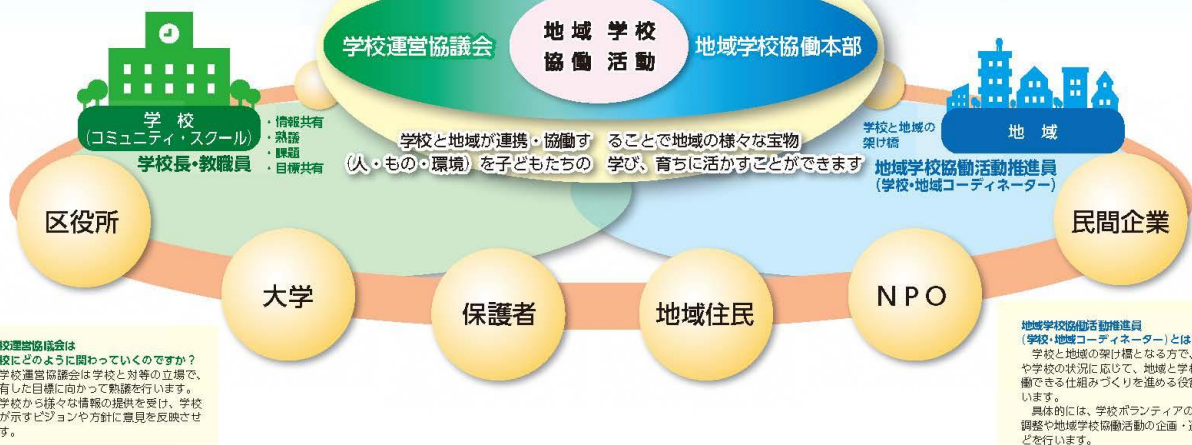 学校運営協議会
地域 学校
協働 活動
地域学校協働本部
学 校
(コミュニティ・スクール)
学校長・教職員
・情報共有
・熟議
・課題
・目標共有
学校と地域が連携・協働す ることで地域の様々な宝物
(人・もの・環境)を子どもたちの 学び、育ちに活かすことができます
学校と地域の
架け橋
地 域
地域学校協働活動推進員
(学校・地域コーディネーター)
区役所
大学
保護者
地域住民
NPO
民間企業
校運営協議会は
校にどのように関わっていくのですか?
学校運営協議会は学校と対等の立場で、
有した目標に向かって熟議を行います。
学校から様々な情報の提供を受け、学校
が示すビジョンや方針に意見を反映させ
す。
地域学校協働活動推進員
(学校・地域コーディネーター)とは
学校と地域の架け橋となる方で、
や学校の状況に応じて、地域と学校
働できる仕組みづくりを進める役
います。
具体的には、学校ボランティアの
調整や地域学校協働活動の企画・
どを行います。